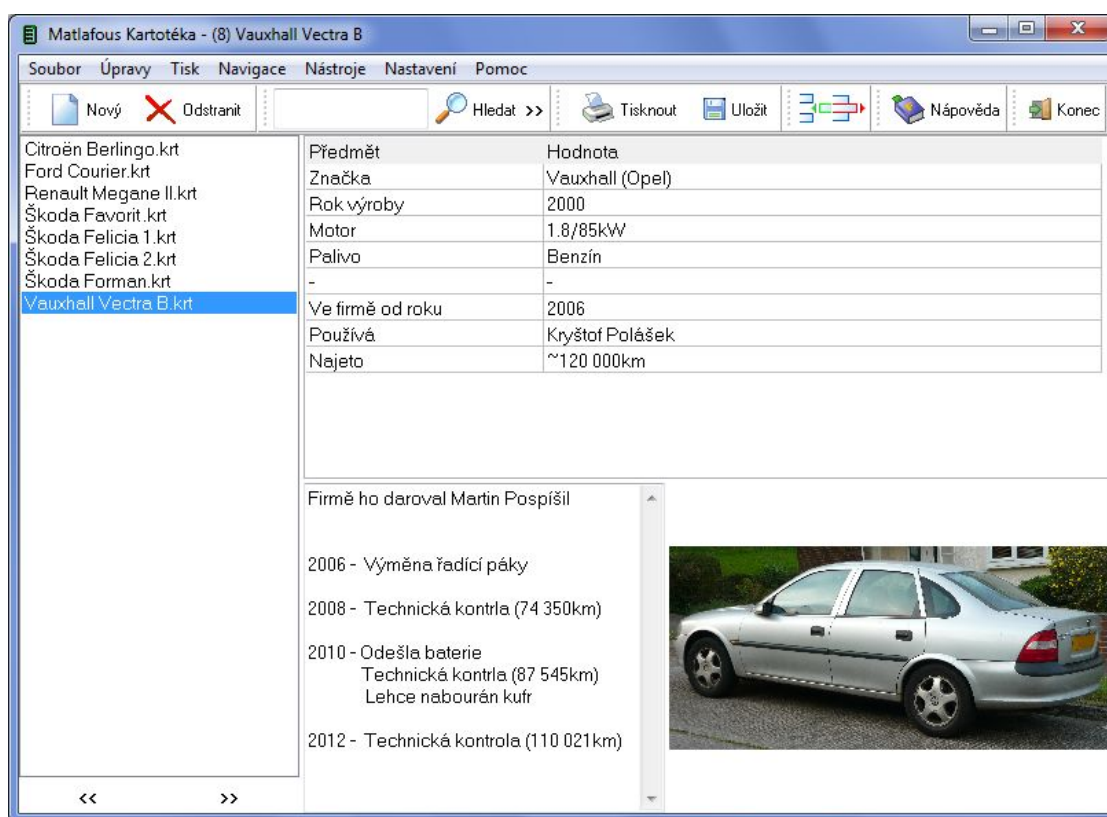 Matlafous Kartotéka - (8) Vauxhall Vectra B
Soubor Úpravy Tisk Navigace Nástroje Nastavení Pomoc
Nový Odstranit Hledat >> Tisknout Uložit Nápověda Konec
Citroën Berlingo.krt
Ford Courier.krt
Renault Megane II.krt
Škoda Favorit.krt
Škoda Felicia 1.krt
Škoda Felicia 2.krt
Škoda Forman.krt
Vauxhall Vectra B.krt
<< >>
Předmět Hodnota
Značka Vauxhall (Opel)
Rok výroby 2000
Motor 1.8/85kW
Palivo Benzín
- -
Ve firmě od roku 2006
Používá Kryštof Polášek
Najeto ~120 000km
Firmě ho daroval Martin Pospíšil
2006 - Výměna řadící páky
2008 - Technická kontrla (74 350km)
2010 - Odešla baterie
Technická kontrla (87 545km)
Lehce nabourán kufr
2012 - Technická kontrola (110 021km)